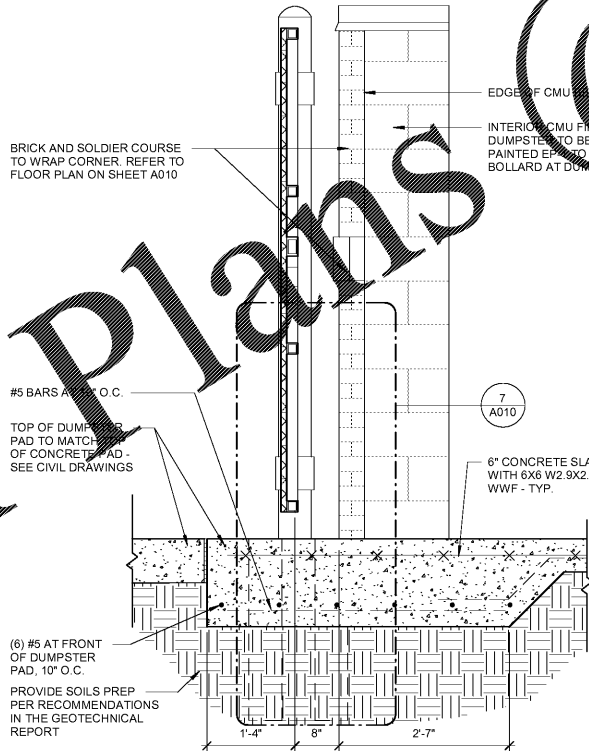 EDGE OF CMU
BRICK AND SOLDIER COURSE
TO WRAP CORNER. REFER TO
FLOOR PLAN ON SHEET A010
INTERIOR CMU
DUMPSTER TO BE
PAINTED TO
BOLLARD AT
Plans
#5 BARS AT O.C.
7
A010
TOP OF DUMPSTER
PAD TO MATCH TOP
OF CONCRETE PAD -
SEE CIVIL DRAWINGS
6" CONCRETE
WITH 6X6 W2.9X2.
WWF - TYP.
(6) #5 AT FRONT
OF DUMPSTER
PAD, 10" O.C.
PROVIDE SOILS PREP
PER RECOMMENDATIONS
IN THE GEOTECHNICAL
REPORT
1'-4" 8" 2'-7"